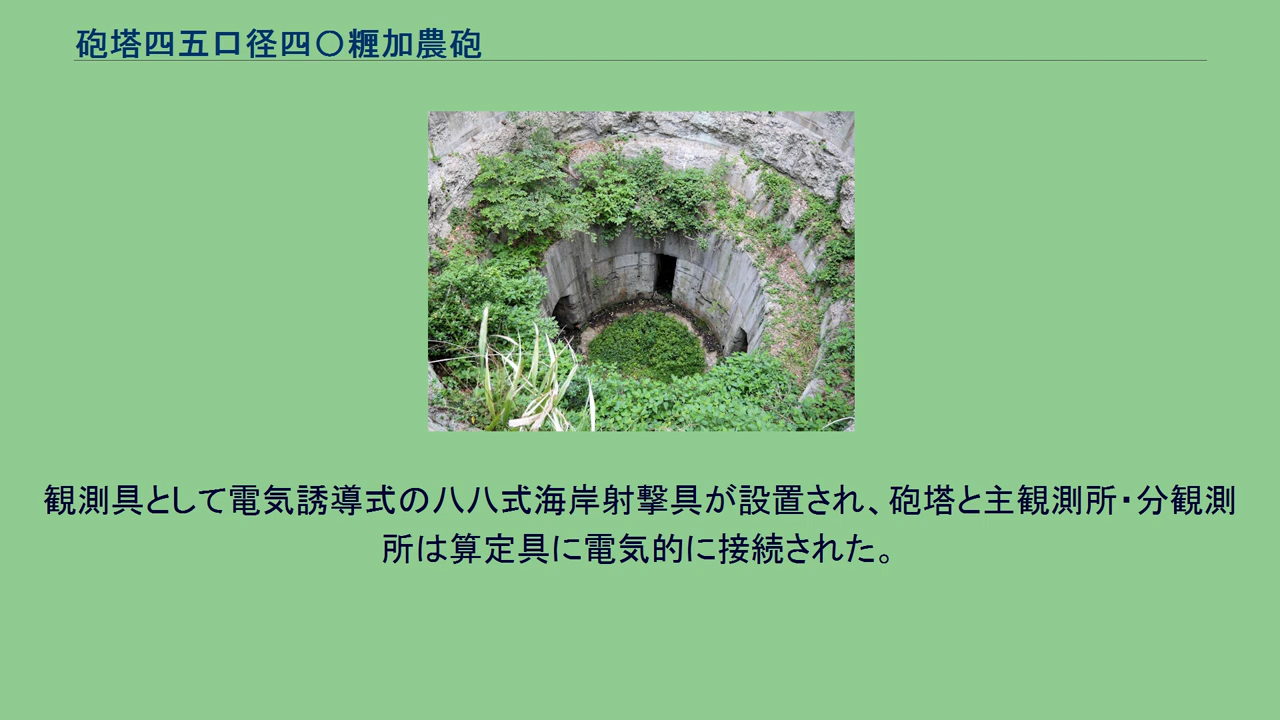 砲塔四五口径四〇糎加農砲
観測具として電気誘導式の八八式海岸射撃具が設置され、砲塔と主観測所・分観測
所は算定具に電気的に接続された。